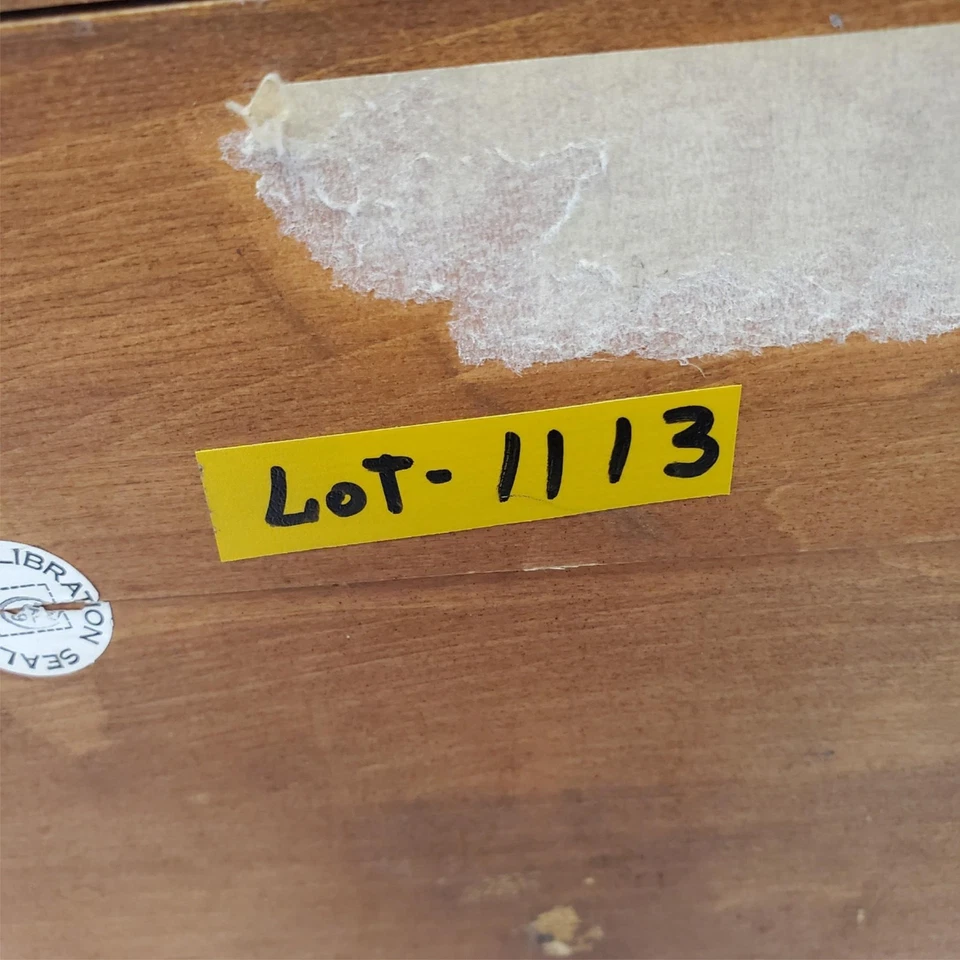 LoT- 1113
LIBRATION
SEAL